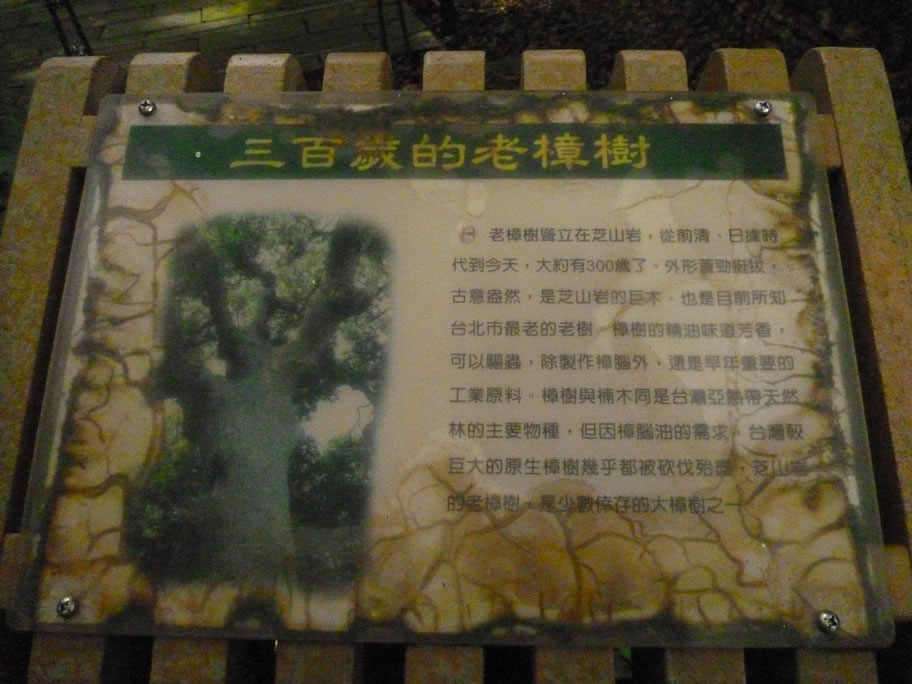 三百歲的老樟樹
老樟樹聳立在芝山岩，從前清、日據時
代到今天，大約有300歲了。外形蒼勁挺拔，
古意盎然，是芝山岩的巨木。也是目前所知
台北市最老的老樹。樟樹的精油味道芳香，
可以驅蟲，除製作樟腦外，還是早年重要的
工業原料。樟樹與楠木同是台灣亞熱帶天然
林的主要物種，但因樟腦油的需求，台灣較
巨大的原生樟樹幾乎都被砍伐殆盡，芝山岩
的老樟樹，是少數倖存的大樟樹之一。